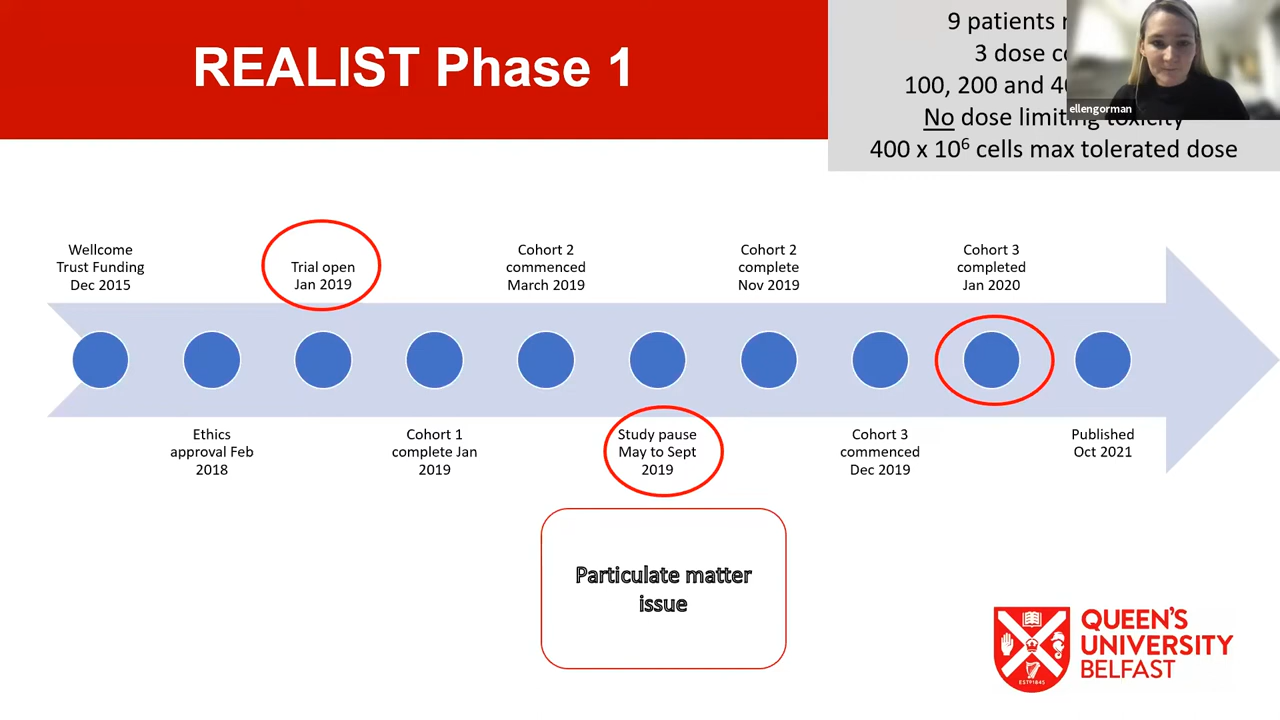 REALIST Phase 1
9 patients
3 dose
100, 200 and
No dose limiting toxicity
400 x 10⁶ cells max tolerated dose
ellengorman
Wellcome
Trust Funding
Dec 2015
Ethics
approval Feb
2018
Trial open
Jan 2019
Cohort 1
complete Jan
2019
Cohort 2
commenced
March 2019
Study pause
May to Sept
2019
Cohort 2
complete
Nov 2019
Cohort 3
commenced
Dec 2019
Cohort 3
completed
Jan 2020
Published
Oct 2021
Particulate matter
issue
QUEEN'S
UNIVERSITY
BELFAST
ESTD1845